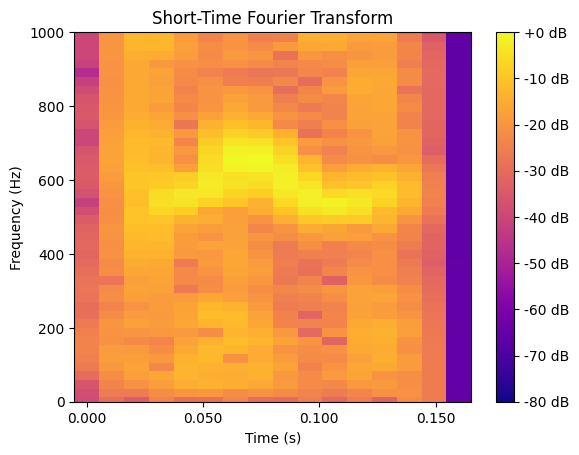 Short-Time Fourier Transform
Frequency (Hz)
1000
800
600
400
200
0
0.000
0.050
0.100
0.150
Time (s)
+0 dB
-10 dB
-20 dB
-30 dB
-40 dB
-50 dB
-60 dB
-70 dB
-80 dB